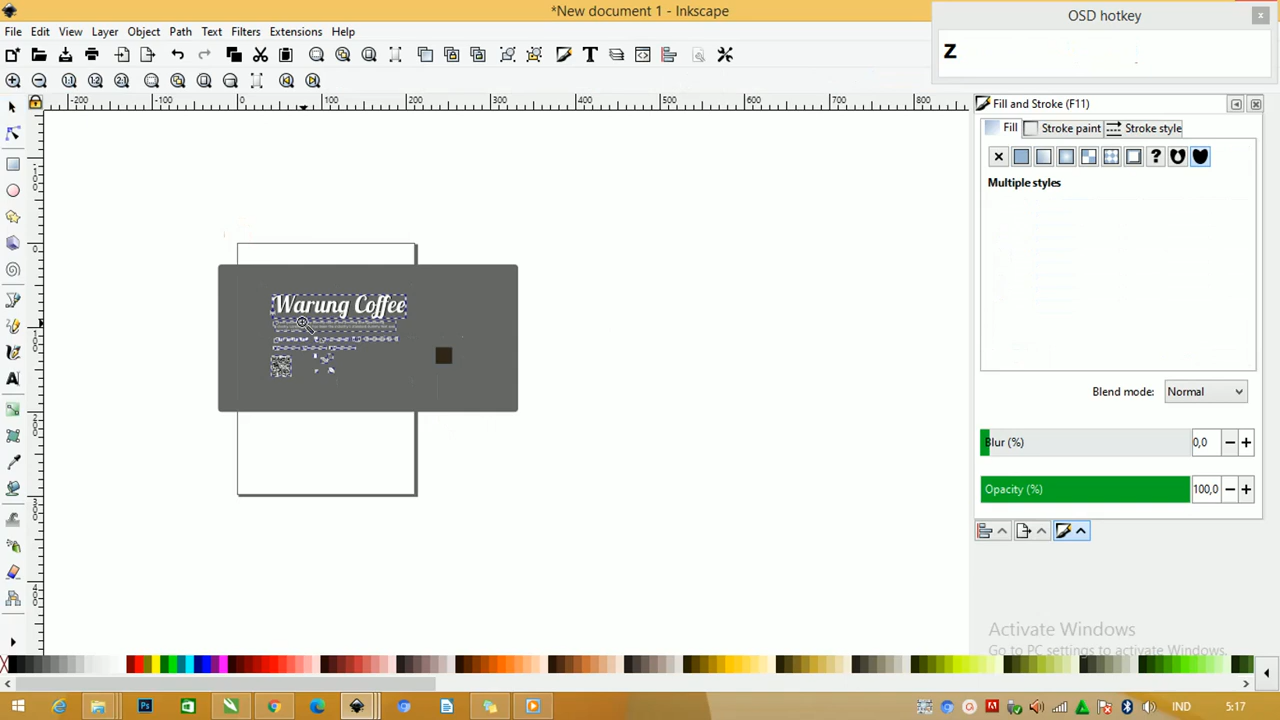 *New document 1 - Inkscape
OSD hotkey
x
z
File Edit View Layer Object Path Text Filters Extensions Help
-200 -100 0 100 200 300 400 500 600 700 800
Fill and Stroke (F11)
Fill Stroke paint Stroke style
?
Multiple styles
Warung Coffee
Blend mode: Normal
Blur (%) 0,0
Opacity (%) 100,0
Activate Windows
Go to PC settings to activate Windows.
IND 5:17